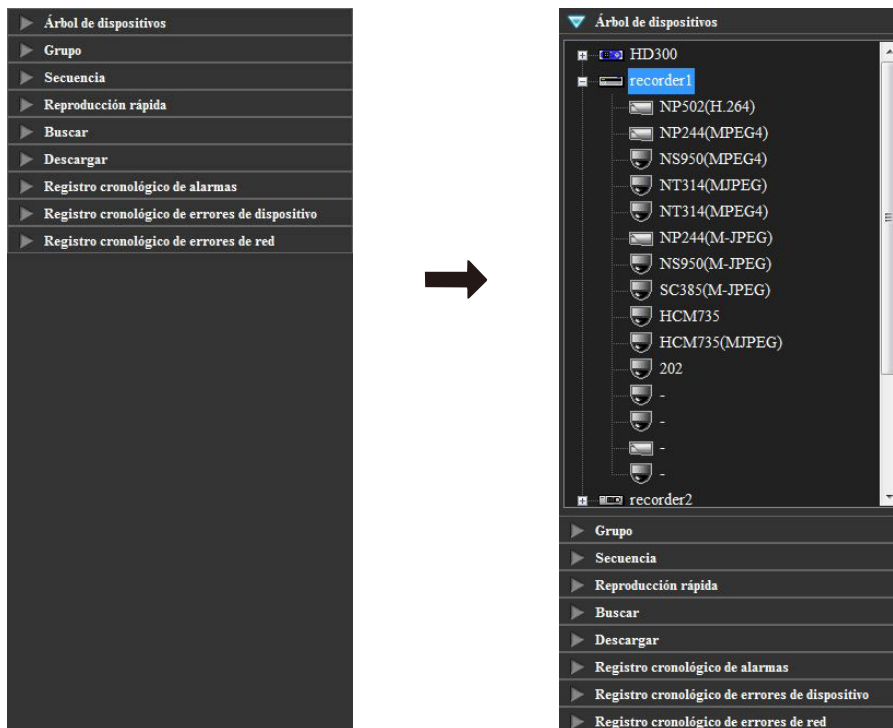 Árbol de dispositivos
Grupo
Secuencia
Reproducción rápida
Buscar
Descargar
Registro cronológico de alarmas
Registro cronológico de errores de dispositivo
Registro cronológico de errores de red
Árbol de dispositivos
HD300
recorder1
NP502(H.264)
NP244(MPEG4)
NS950(MPEG4)
NT314(MJPEG)
NT314(MPEG4)
NP244(M-JPEG)
NS950(M-JPEG)
SC385(M-JPEG)
HCM735
HCM735(MJPEG)
202
-
-
-
-
recorder2
Grupo
Secuencia
Reproducción rápida
Buscar
Descargar
Registro cronológico de alarmas
Registro cronológico de errores de dispositivo
Registro cronológico de errores de red